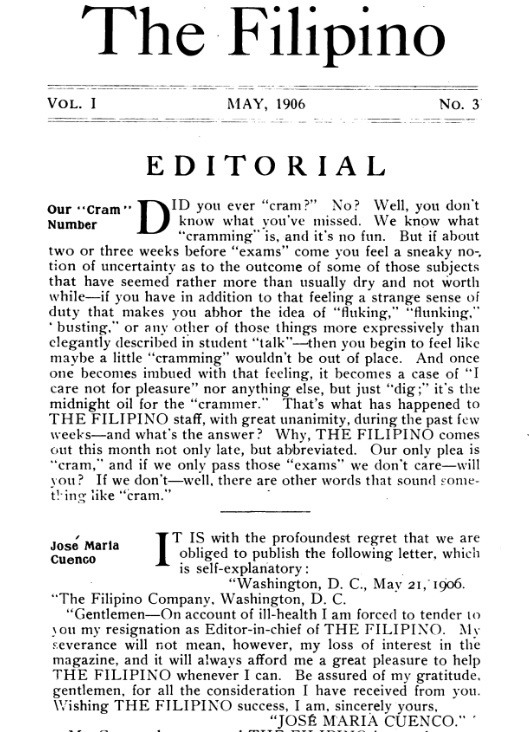 The Filipino
VOL. I MAY, 1906 No. 3
EDITORIAL
Our "Cram"
Number
DID you ever "cram?" No? Well, you don't
know what you've missed. We know what
"cramming" is, and it's no fun. But if about
two or three weeks before "exams" come you feel a sneaky no-
tion of uncertainty as to the outcome of some of those subjects
that have seemed rather more than usually dry and not worth
while—if you have in addition to that feeling a strange sense of
duty that makes you abhor the idea of "fluking," "flunking,"
'busting," or any other of those things more expressively than
elegantly described in student "talk"—then you begin to feel like
maybe a little "cramming" wouldn't be out of place. And once
one becomes imbued with that feeling, it becomes a case of "I
care not for pleasure" nor anything else, but just "dig;" it's the
midnight oil for the "crammer." That's what has happened to
THE FILIPINO staff, with great unanimity, during the past few
weeks—and what's the answer? Why, THE FILIPINO comes
out this month not only late, but abbreviated. Our only plea is
"cram," and if we only pass those "exams" we don't care—will
you? If we don't—well, there are other words that sound some-
thing like "cram."
José Maria
Cuenco
IT IS with the profoundest regret that we are
obliged to publish the following letter, which
is self-explanatory:
"Washington, D. C., May 21, 1906.
"The Filipino Company, Washington, D. C.
"Gentlemen—On account of ill-health I am forced to tender to
you my resignation as Editor-in-chief of THE FILIPINO. My
severance will not mean, however, my loss of interest in the
magazine, and it will always afford me a great pleasure to help
THE FILIPINO whenever I can. Be assured of my gratitude,
gentlemen, for all the consideration I have received from you.
Wishing THE FILIPINO success, I am, sincerely yours,
"JOSÉ MARIA CUENCO."